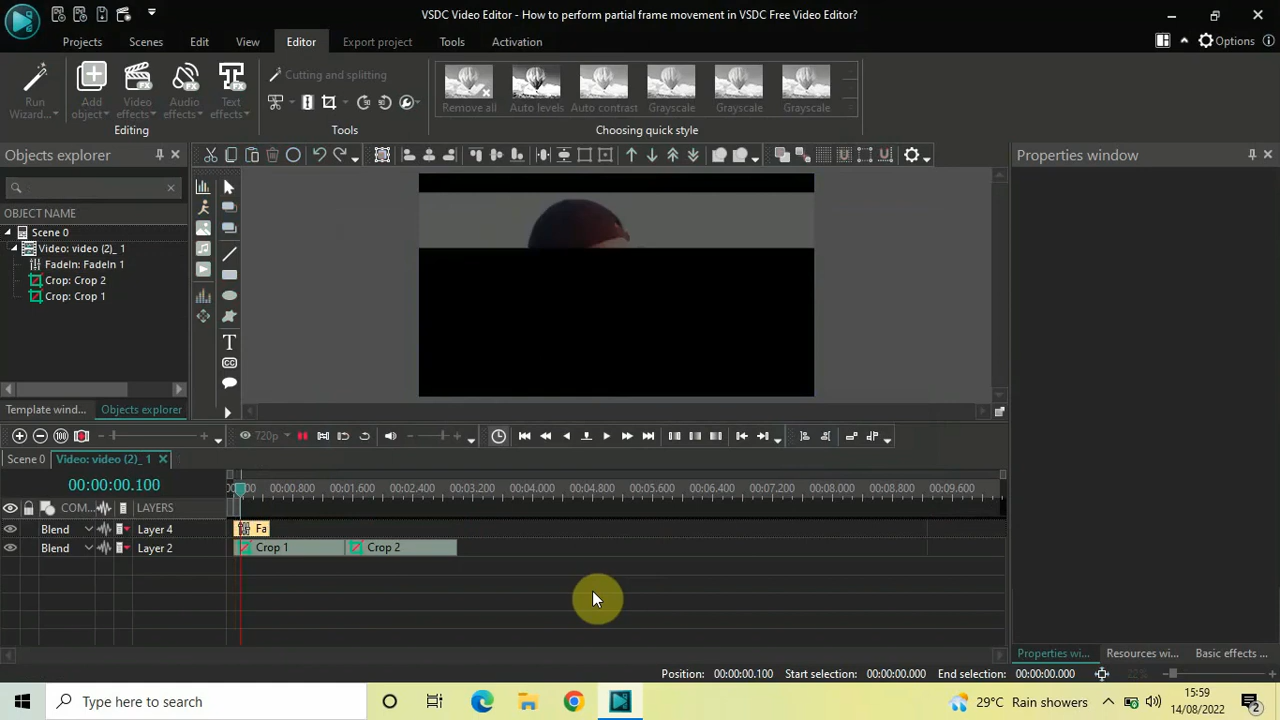 VSDC Video Editor - How to perform partial frame movement in VSDC Free Video Editor?
Projects Scenes Edit View Editor Export project Tools Activation Options
Run Wizard... Add object Video effects Audio effects Text effects
Cutting and splitting
Remove all Auto levels Auto contrast Grayscale Grayscale Grayscale
Editing Tools Choosing quick style
Objects explorer
Properties window
OBJECT NAME
Scene 0
Video: video (2)_ 1
FadeIn: FadeIn 1
Crop: Crop 2
Crop: Crop 1
T
CC
Template wind... Objects explorer
720p
Scene 0 Video: video (2)_ 1
00:00:00.100
000 00:00.800 00:01.600 00:02.400 00:03.200 00:04.000 00:04.800 00:05.600 00:06.400 00:07.200 00:08.000 00:08.800 00:09.600
COM... LAYERS
Blend Layer 4 Fa
Blend Layer 2 Crop 1 Crop 2
Properties wi... Resources wi... Basic effects ...
Position: 00:00:00.100 Start selection: 00:00:00.000 End selection: 00:00:00.000
Type here to search
29°C Rain showers
15:59
14/08/2022
2